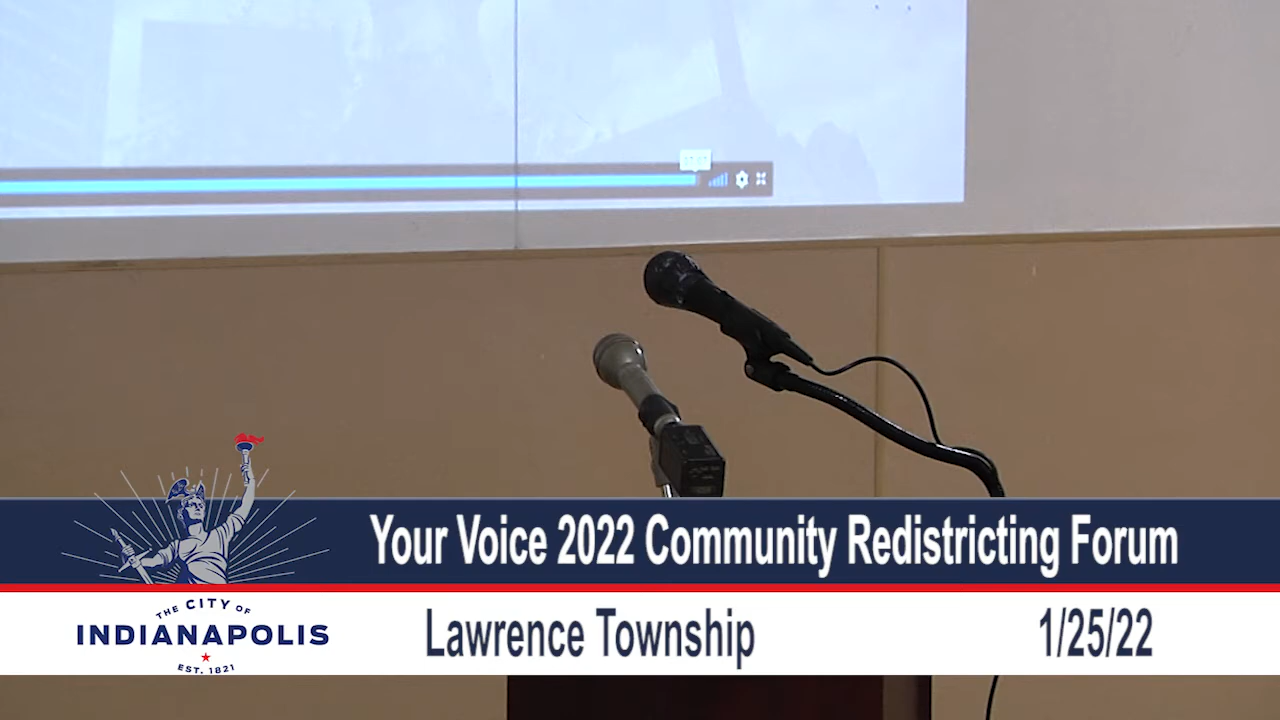 Your Voice 2022 Community Redistricting Forum
THE CITY OF
INDIANAPOLIS
EST. 1821
Lawrence Township
1/25/22